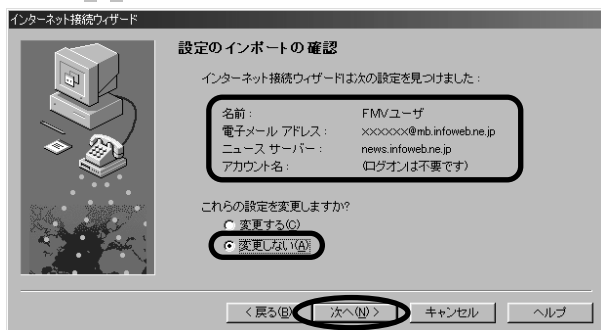 インターネット接続ウィザード
設定のインポートの確認
インターネット接続ウィザードは次の設定を見つけました：
名前： FMVユーザ
電子メール アドレス： ××××××@mb.infoweb.ne.jp
ニュース サーバー： news.infoweb.ne.jp
アカウント名： (ログオンは不要です)
これらの設定を変更しますか?
変更する(C)
変更しない(A)
< 戻る(B) 次へ(N) > キャンセル ヘルプ